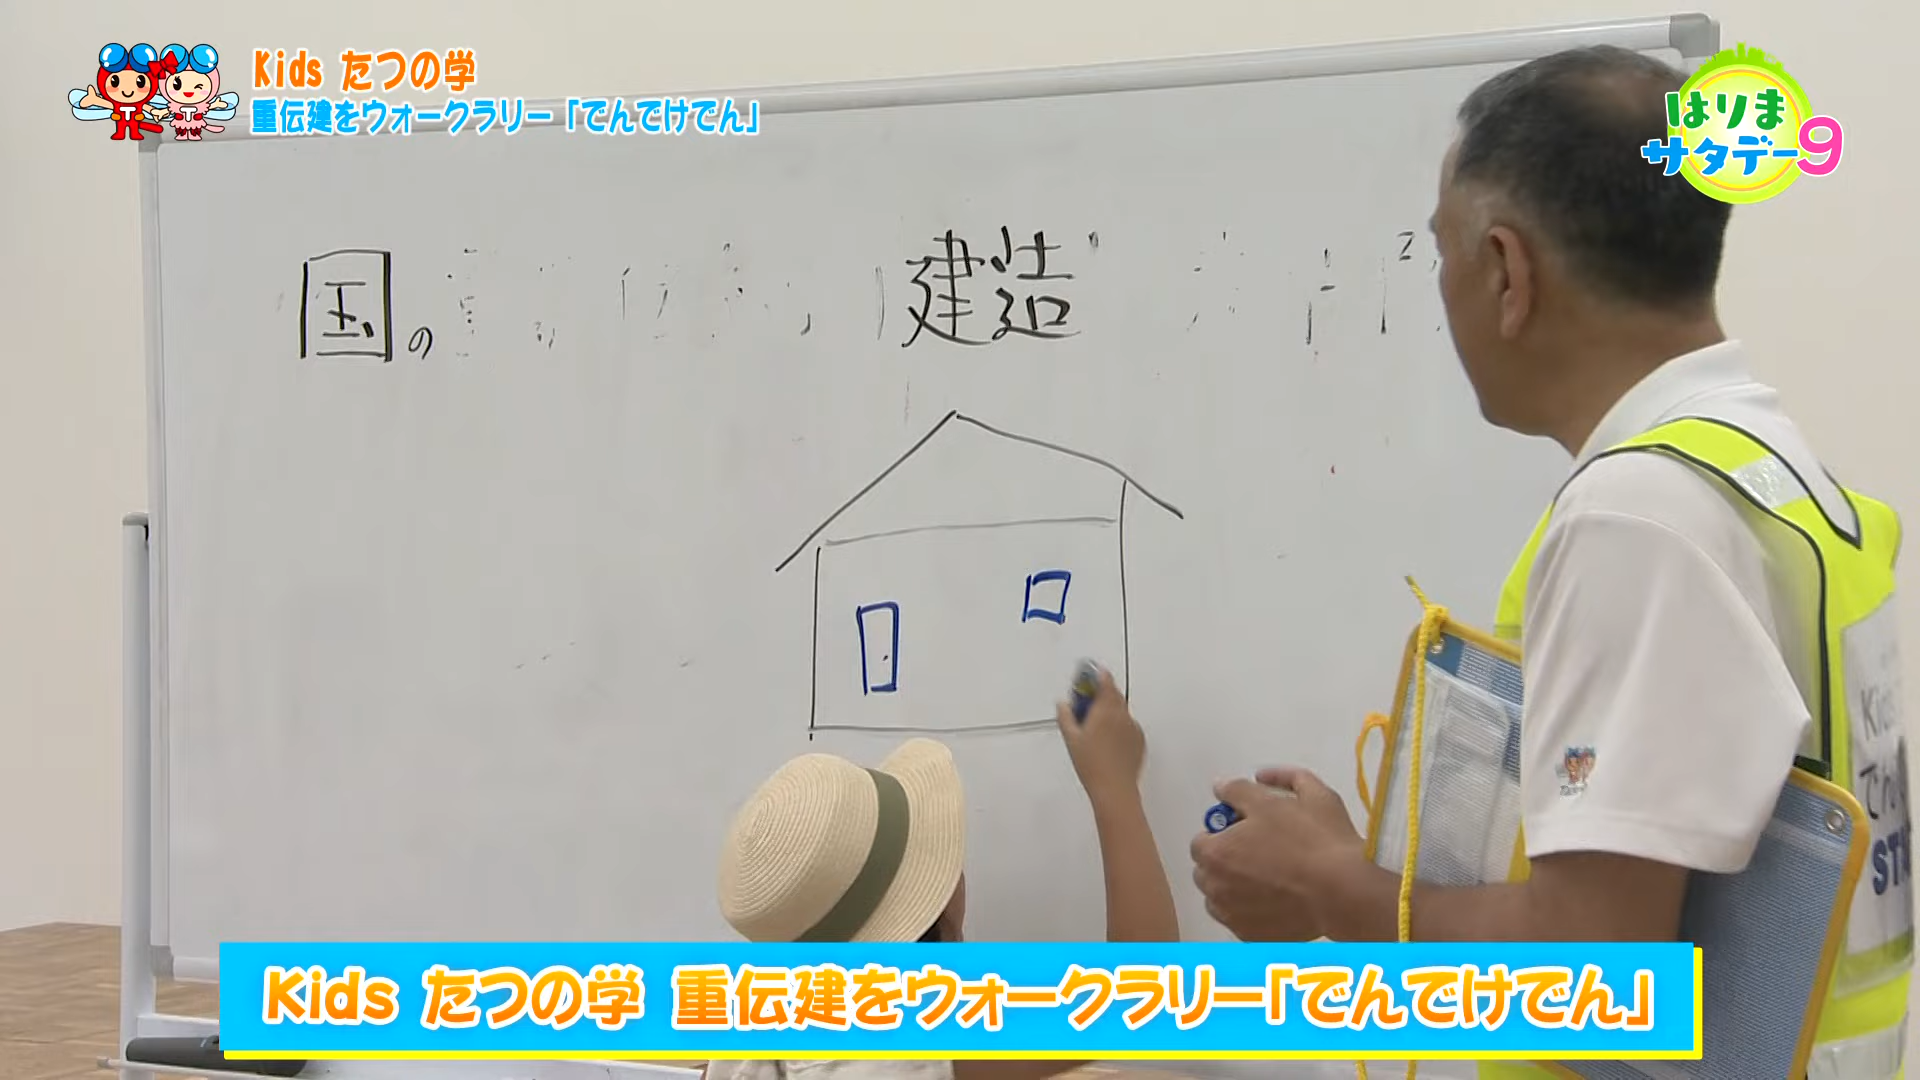 Kids たつの学
重伝建をウォークラリー「でんでけでん」
はりま
サタデー9
国の 建造
Kids たつの学 重伝建をウォークラリー「でんでけでん」